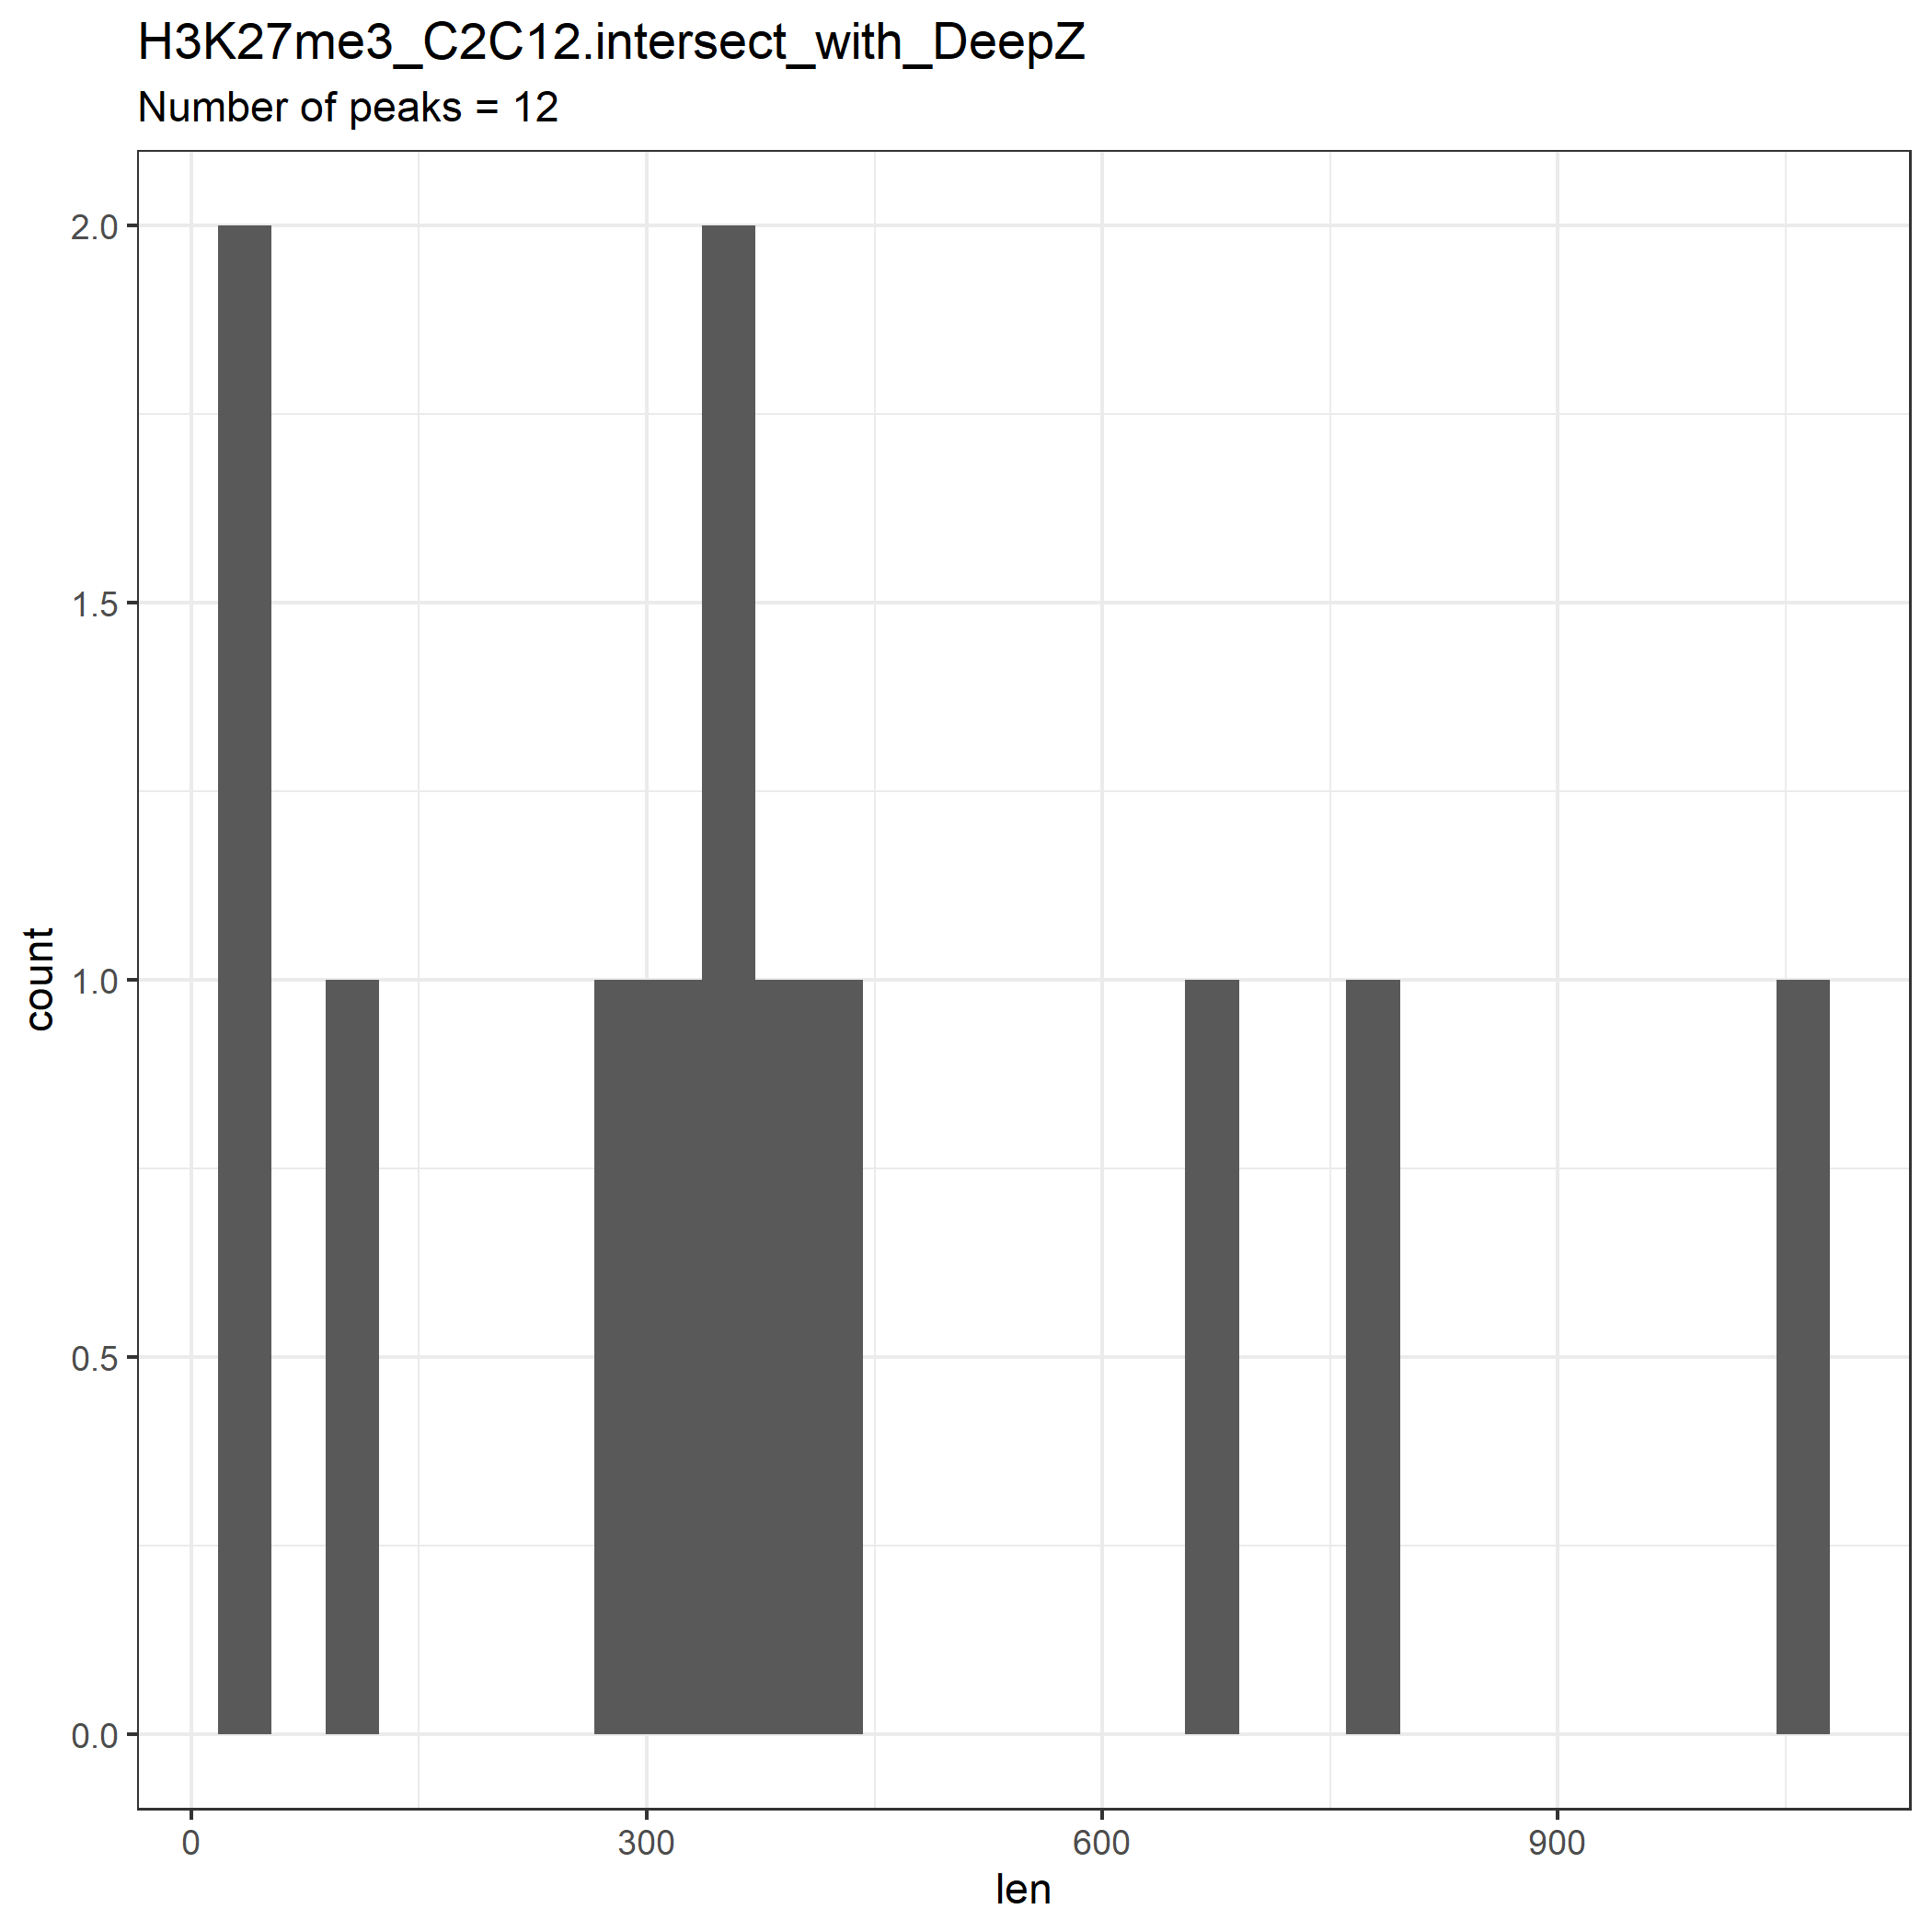 H3K27me3_C2C12.intersect_with_DeepZ
Number of peaks = 12
2.0
1.5
1.0
0.5
0.0
count
0 300 600 900
len